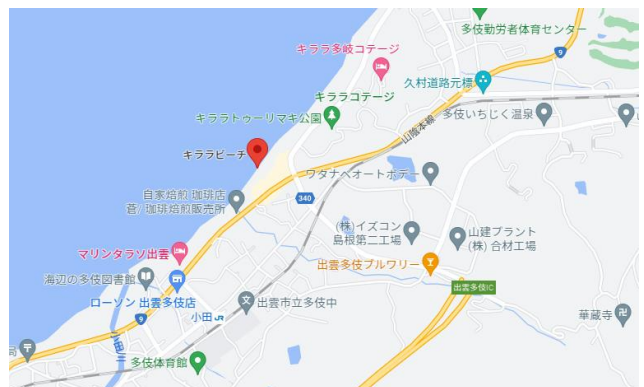 多伎勤労者体育センター
9
キララ多岐コテージ
久村道路元標
キララコテージ
キララトゥーリマキ公園
多伎いちじく温泉
山陰本線
キララビーチ
ワタナベオートボデー
自家焙煎 珈琲店
蒼/ 珈琲焙煎販売所
340
(株)イズコン
島根第二工場
山建プラント
(株) 合材工場
マリンタラソ出雲
出雲多伎ブルワリー
海辺の多伎図書館
出雲多伎IC
ローソン 出雲多伎店
出雲市立多伎中
小田 JR
華蔵寺
9
小田川
多伎体育館
局